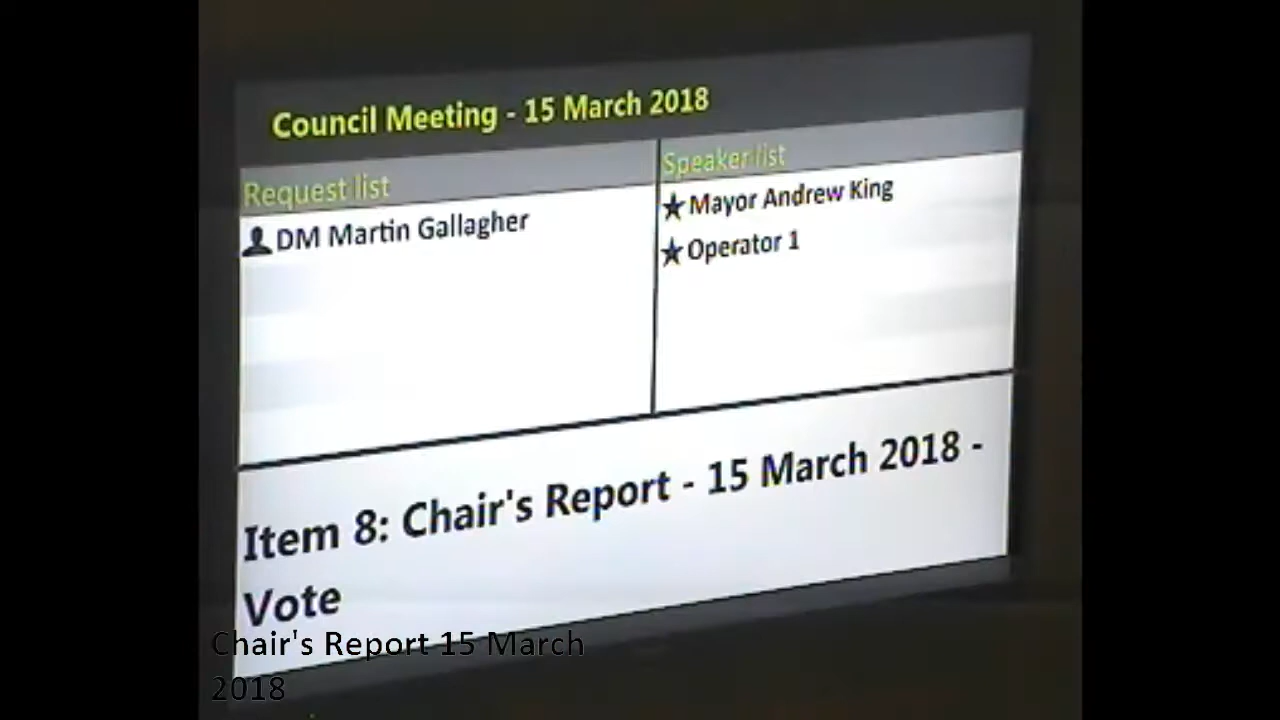 Council Meeting - 15 March 2018
Request list
DM Martin Gallagher
Speaker list
Mayor Andrew King
Operator 1
Item 8: Chair's Report - 15 March 2018 -
Vote
Chair's Report 15 March
2018